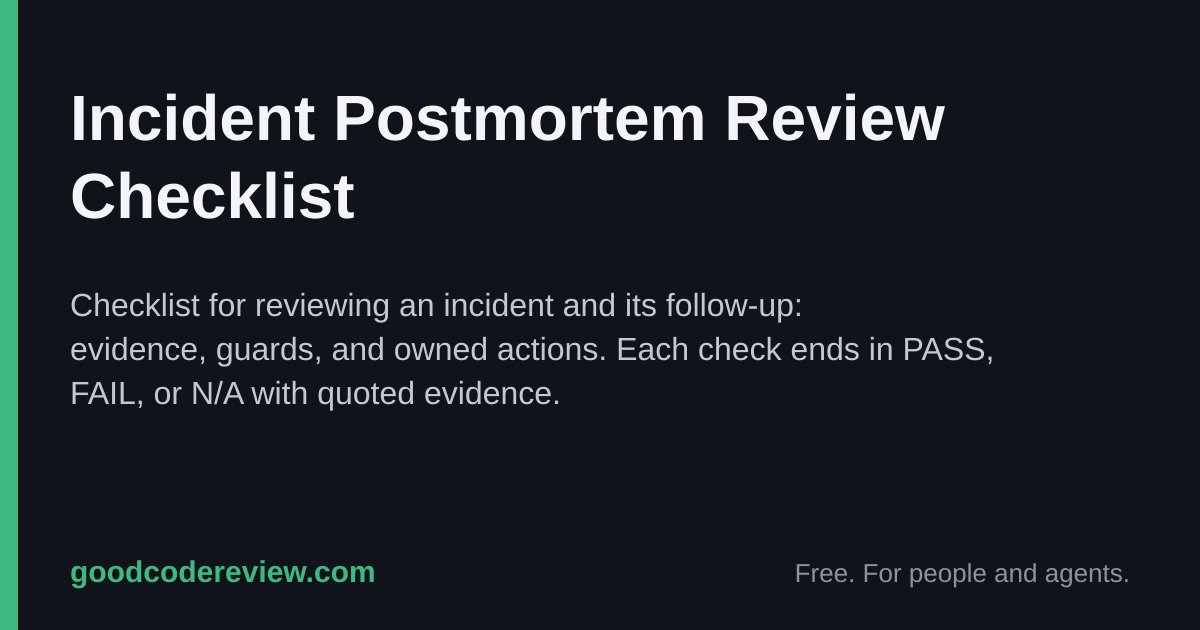 Incident Postmortem Review
Checklist
Checklist for reviewing an incident and its follow-up:
evidence, guards, and owned actions. Each check ends in PASS,
FAIL, or N/A with quoted evidence.
goodcodereview.com
Free. For people and agents.